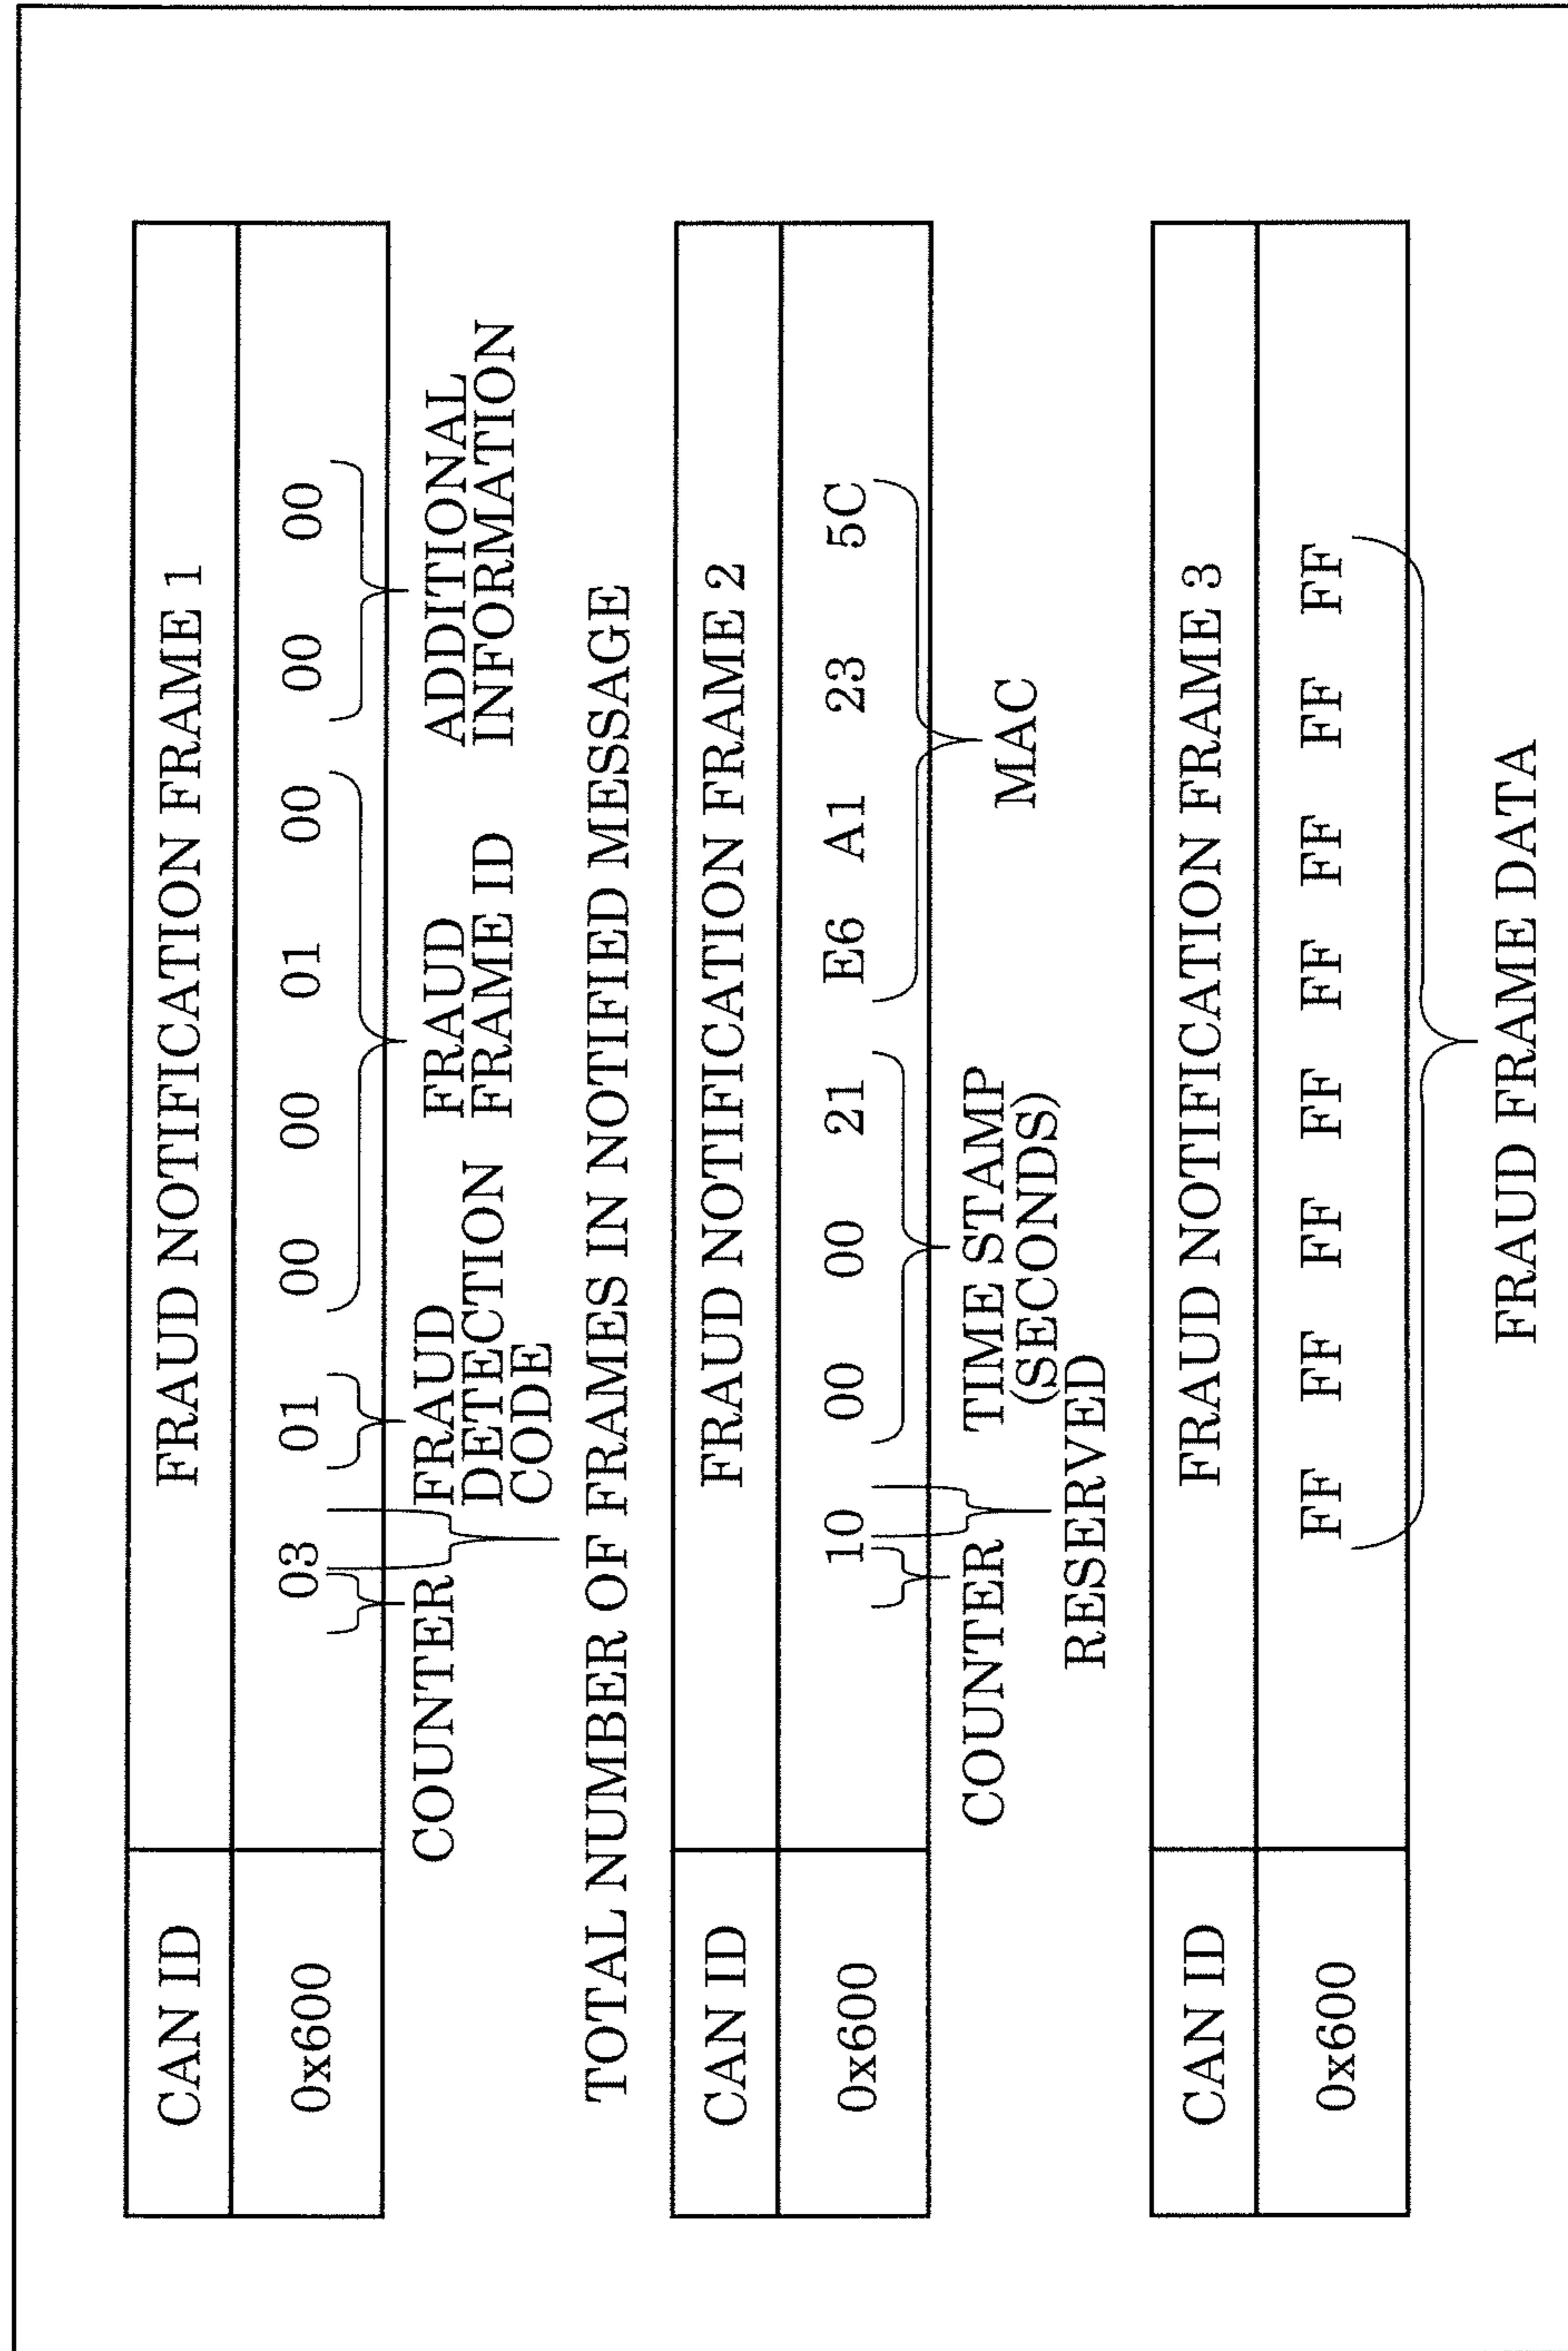 CAN ID FRAUD NOTIFICATION FRAME 1
0x600 03 01 00 00 01 00 00 00
COUNTER
FRAUD
DETECTION
CODE
FRAUD
FRAME ID
ADDITIONAL
INFORMATION
TOTAL NUMBER OF FRAMES IN NOTIFIED MESSAGE
CAN ID FRAUD NOTIFICATION FRAME 2
0x600 10 00 00 21 E6 A1 23 5C
COUNTER
TIME STAMP
(SECONDS)
MAC
RESERVED
CAN ID FRAUD NOTIFICATION FRAME 3
0x600 FF FF FF FF FF FF FF FF
FRAUD FRAME DATA